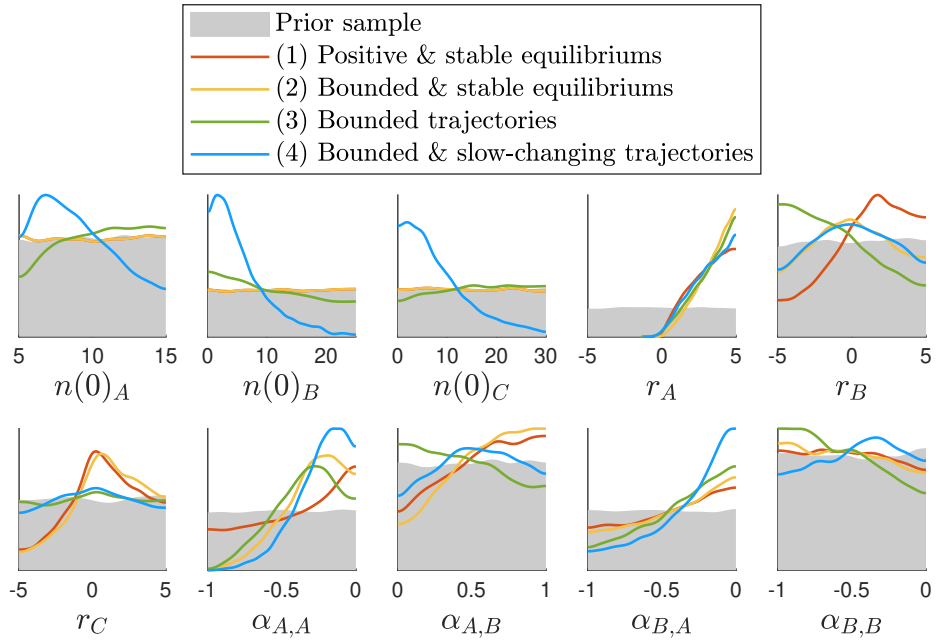 Prior sample
(1) Positive & stable equilibriums
(2) Bounded & stable equilibriums
(3) Bounded trajectories
(4) Bounded & slow-changing trajectories
5 10 15
n(0)_A
0 10 20
n(0)_B
0 10 20 30
n(0)_C
-5 0 5
r_A
-5 0 5
r_B
-5 0 5
r_C
-1 -0.5 0
α_{A,A}
0 0.5 1
α_{A,B}
-1 -0.5 0
α_{B,A}
-1 -0.5 0
α_{B,B}